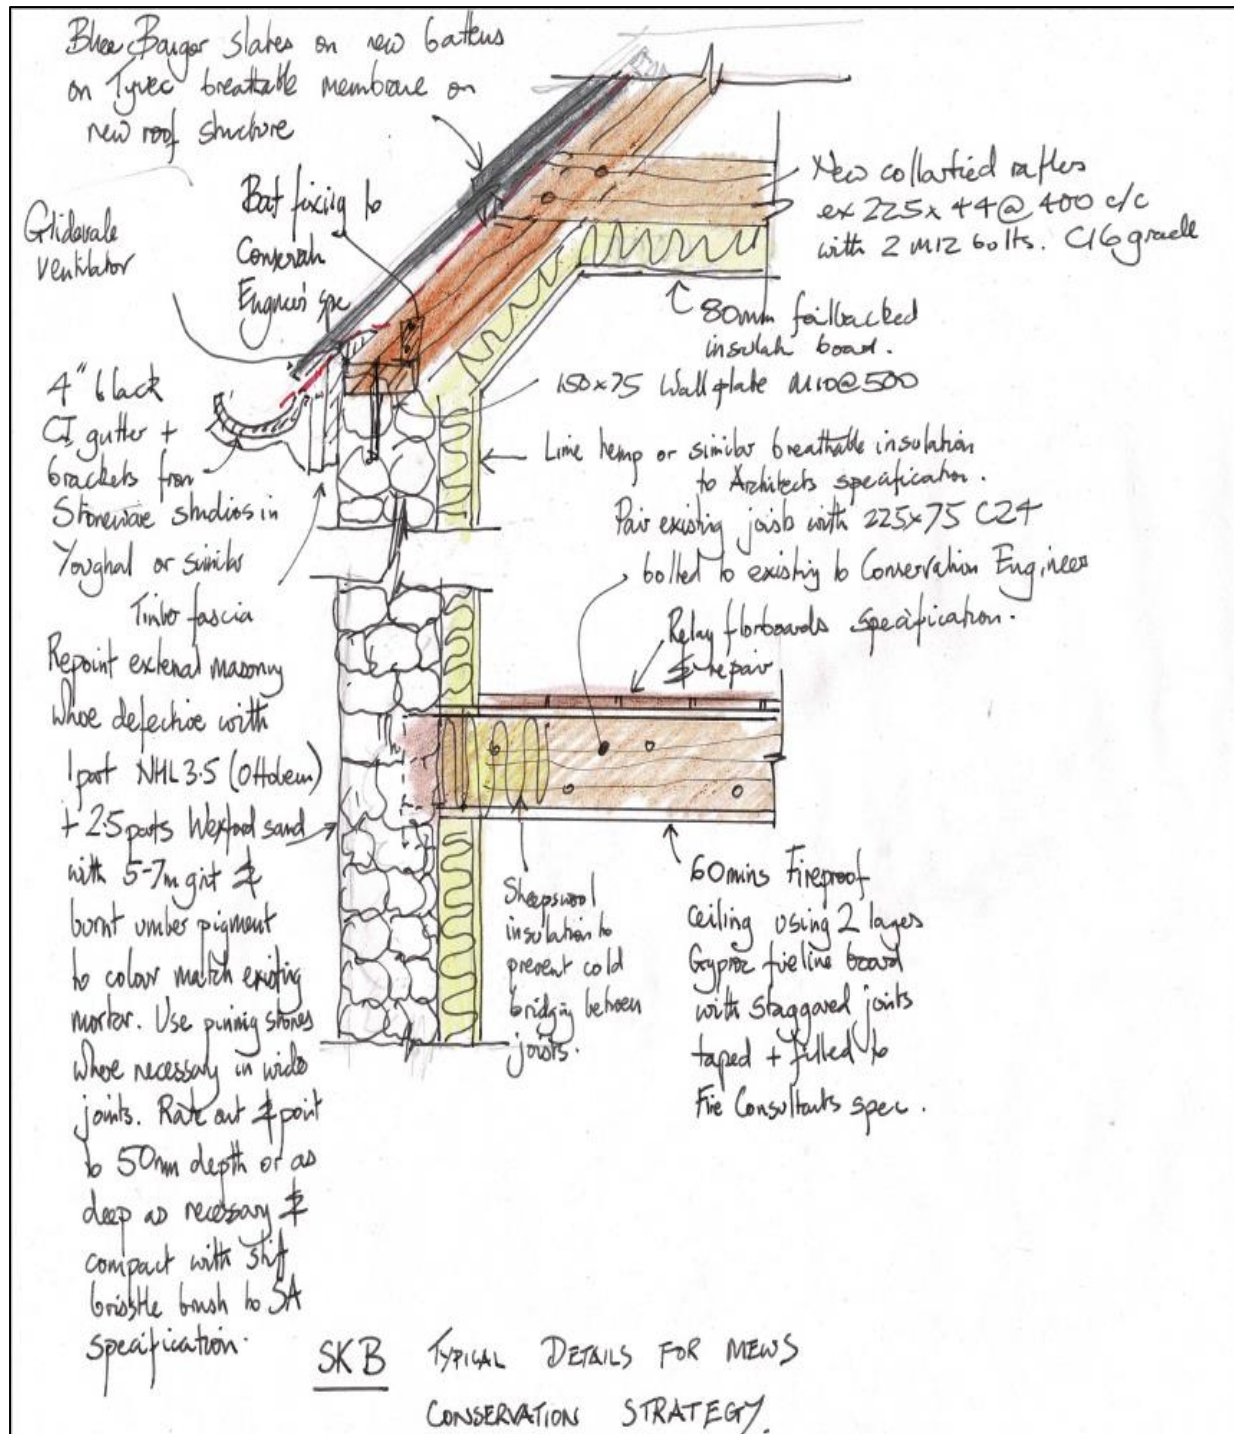 Blue Bangor slates on new battens
on Tyvec breathable membrane on
new roof structure
Glidevale
ventilator
Bat fixing to
Conservah
Engineer's spec
New collartied rafters
ex 225 x 44 @ 400 c/c
with 2 M12 bolts. C16 grade
80mm foilbacked
insulah board.
150x75 Wallplate M10@500
4" black
CI gutter +
brackets from
Stoneware studios in
Youghal or similar
Timber fascia
Lime hemp or similar breathable insulation
to Architects specification.
Pair existing joists with 225x75 C24
bolted to existing to Conservation Engineer
specification.
Relay floorboards
& repair
Repoint external masonry
where defective with
1 part NHL 3.5 (Otterbein)
+ 2.5 parts Wexford sand
with 5-7m grit &
burnt umber pigment
to colour match existing
mortar. Use pinning stones
where necessary in wide
joints. Rake out & point
to 50mm depth or as
deep as necessary &
compact with stiff
brisstle brush to SA
specification.
Sheepswool
insulation to
prevent cold
bridging between
joists.
60mins Fireproof
ceiling using 2 layers
Gyproc fireline board
with staggared joints
taped + filled to
Fire Consultants spec.
SKB TYPICAL DETAILS FOR MEWS
CONSERVATION STRATEGY.